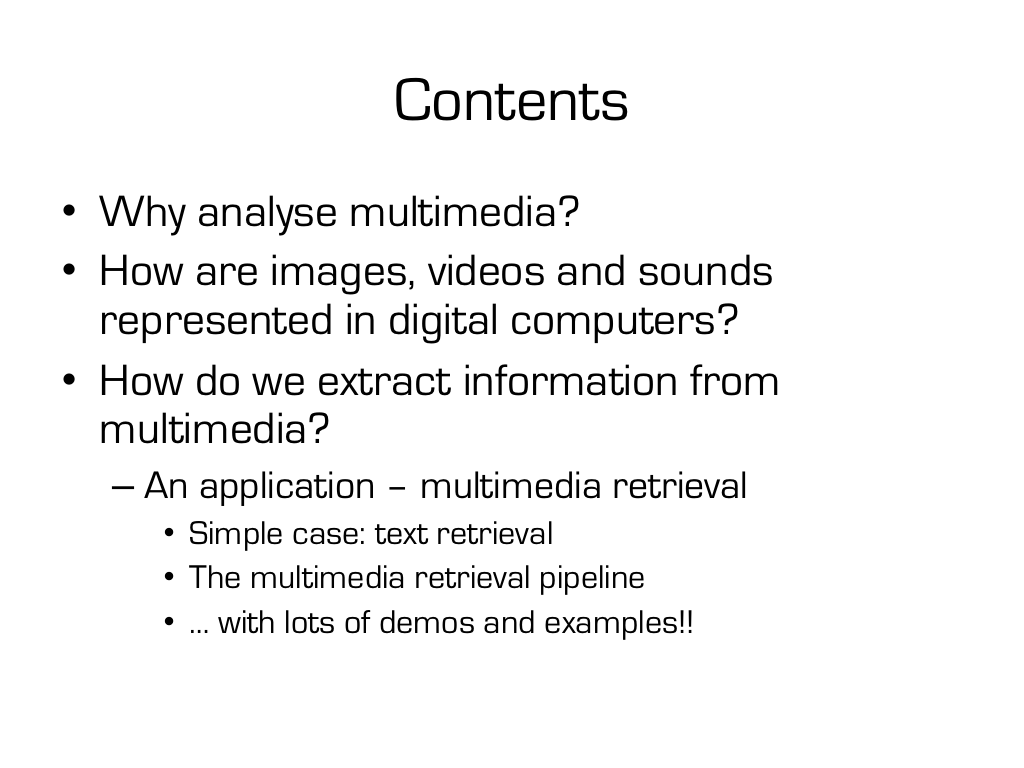 Contents
• Why analyse multimedia?
• How are images, videos and sounds
represented in digital computers?
• How do we extract information from
multimedia?
– An application – multimedia retrieval
• Simple case: text retrieval
• The multimedia retrieval pipeline
• ... with lots of demos and examples!!